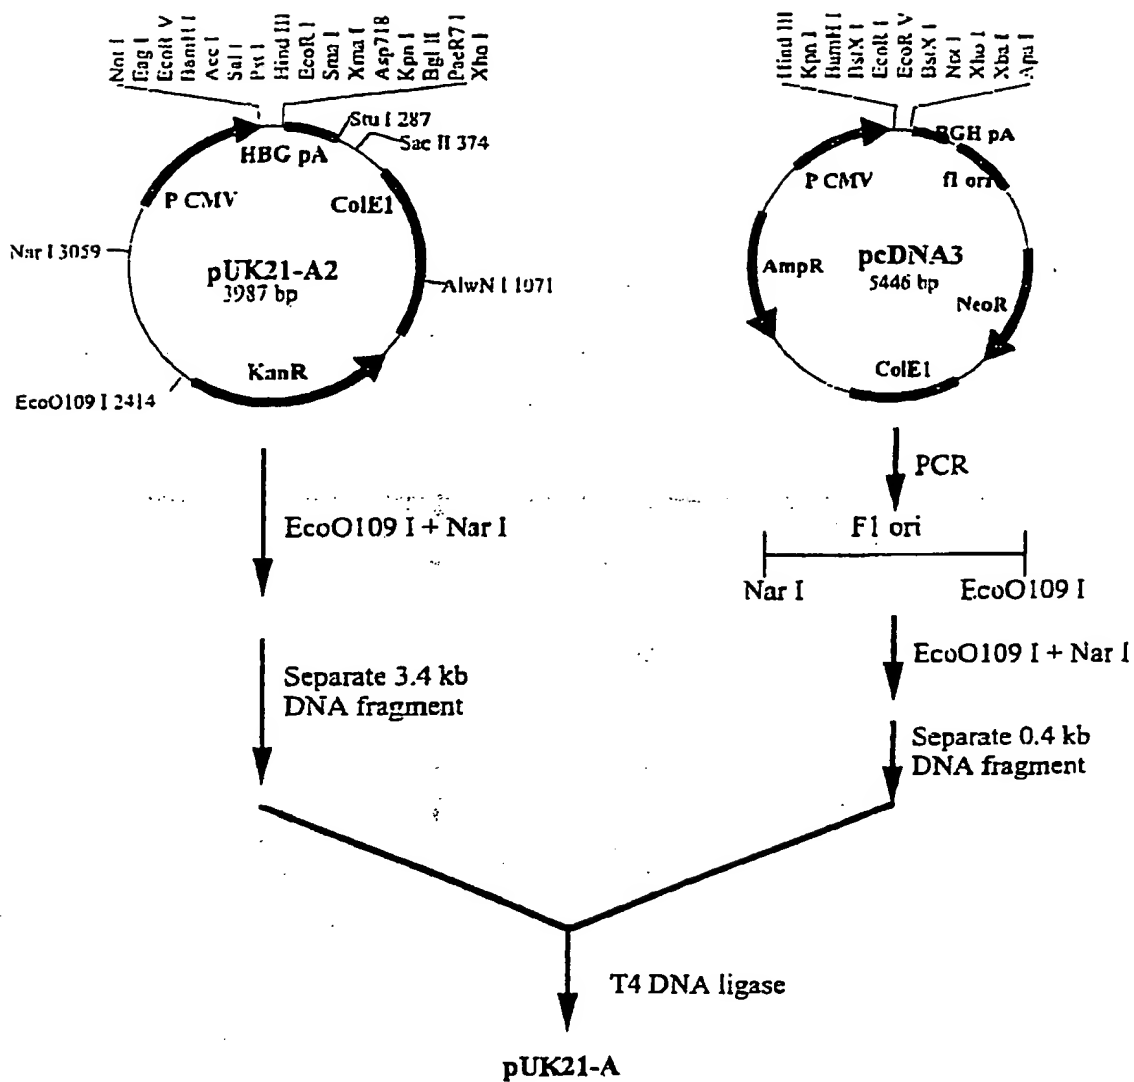 Not I
Eag I
EcoR V
BamH I
Acc I
Sal I
Pst I
Hind III
EcoR I
Sma I
Xma I
Asp718
Kpn I
Bgl II
PaeR7 I
Xho I
Stu I 287
Sac II 374
HBG pA
P CMV
ColE1
Nar I 3059
pUK21-A2
3987 bp
AlwN I 1071
KanR
EcoO109 I 2414
Hind III
Kpn I
BamH I
BstX I
EcoR I
EcoR V
BstX I
Not I
Xho I
Xba I
Apa I
BGH pA
P CMV
f1 ori
AmpR
pcDNA3
5446 bp
NeoR
ColE1
PCR
EcoO109 I + Nar I
F1 ori
Nar I
EcoO109 I
EcoO109 I + Nar I
Separate 3.4 kb
DNA fragment
Separate 0.4 kb
DNA fragment
T4 DNA ligase
pUK21-A